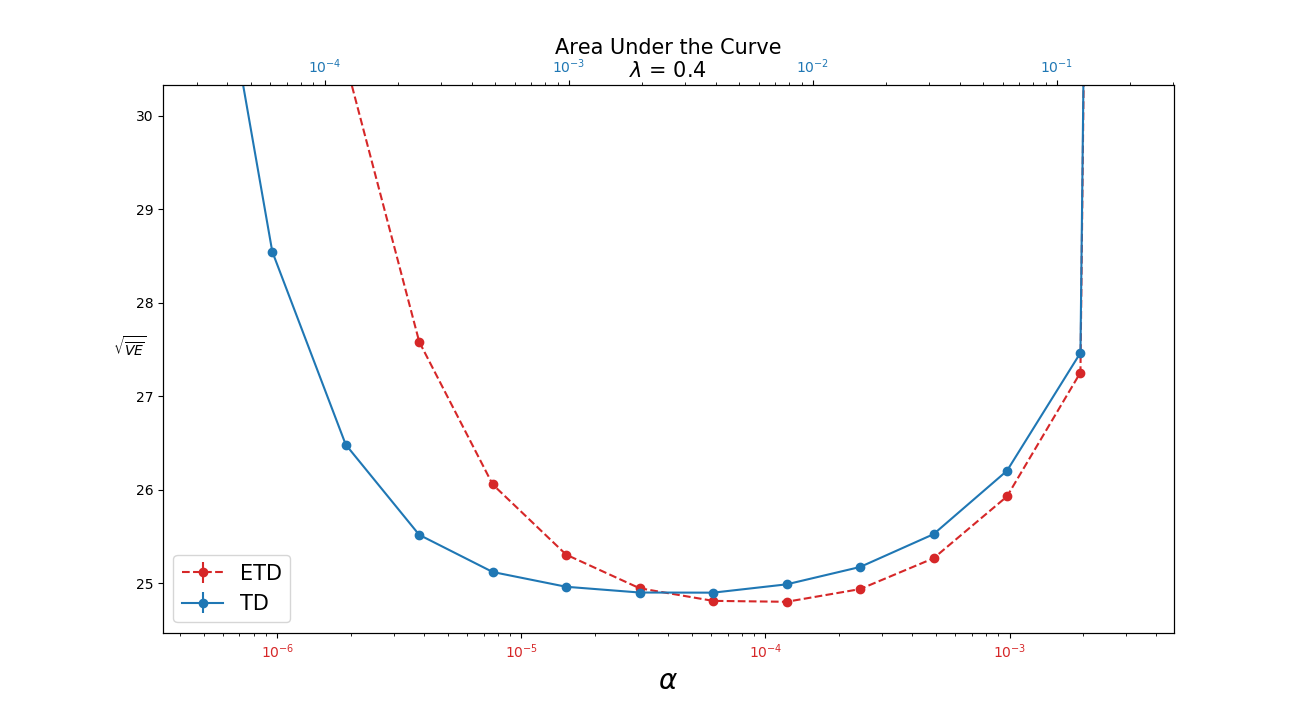 Area Under the Curve
λ = 0.4
10⁻⁴ 10⁻³ 10⁻² 10⁻¹
30
29
28
√VE
27
26
25
ETD
TD
10⁻⁶ 10⁻⁵ 10⁻⁴ 10⁻³
α